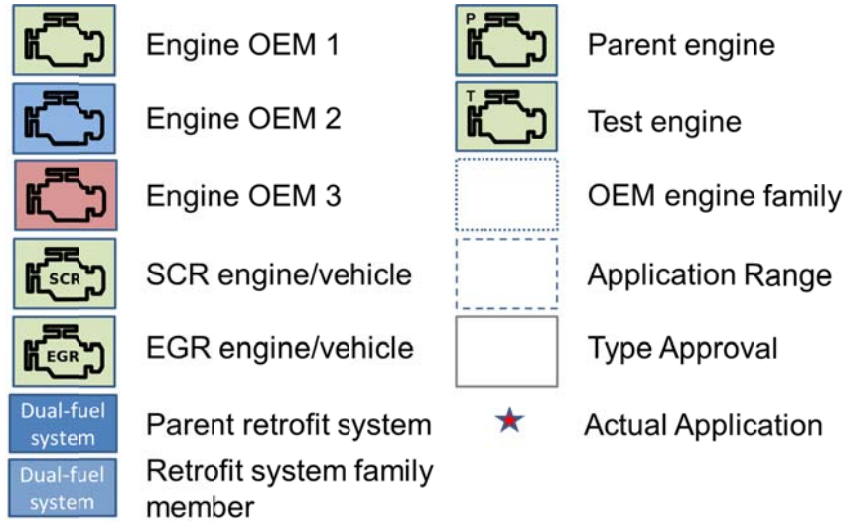 Engine OEM 1
P
Parent engine
Engine OEM 2
T
Test engine
Engine OEM 3
OEM engine family
SCR
SCR engine/vehicle
Application Range
EGR
EGR engine/vehicle
Type Approval
Dual-fuel
system
Parent retrofit system
Actual Application
Dual-fuel
system
Retrofit system family
member